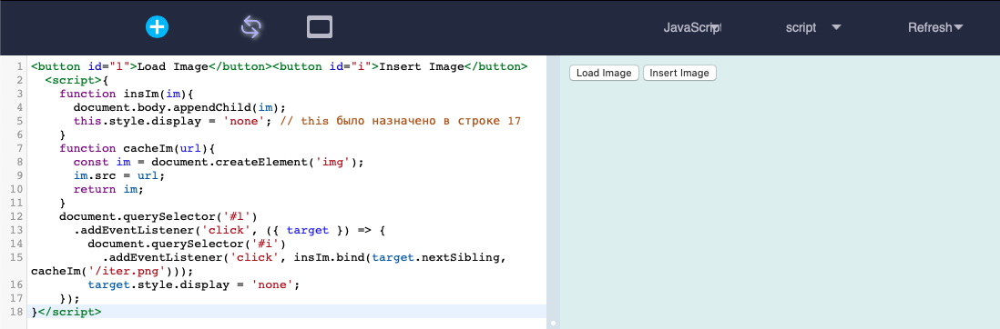 JavaScript script Refresh
1 <button id="l">Load Image</button><button id="i">Insert Image</button>
2 <script>{
3 function insIm(im){
4 document.body.appendChild(im);
5 this.style.display = 'none'; // this было назначено в строке 17
6 }
7 function cacheIm(url){
8 const im = document.createElement('img');
9 im.src = url;
10 return im;
11 }
12 document.querySelector('#l')
13 .addEventListener('click', ({ target }) => {
14 document.querySelector('#i')
15 .addEventListener('click', insIm.bind(target.nextSibling,
cacheIm('/iter.png')));
16 target.style.display = 'none';
17 });
18 }</script>
Load Image Insert Image